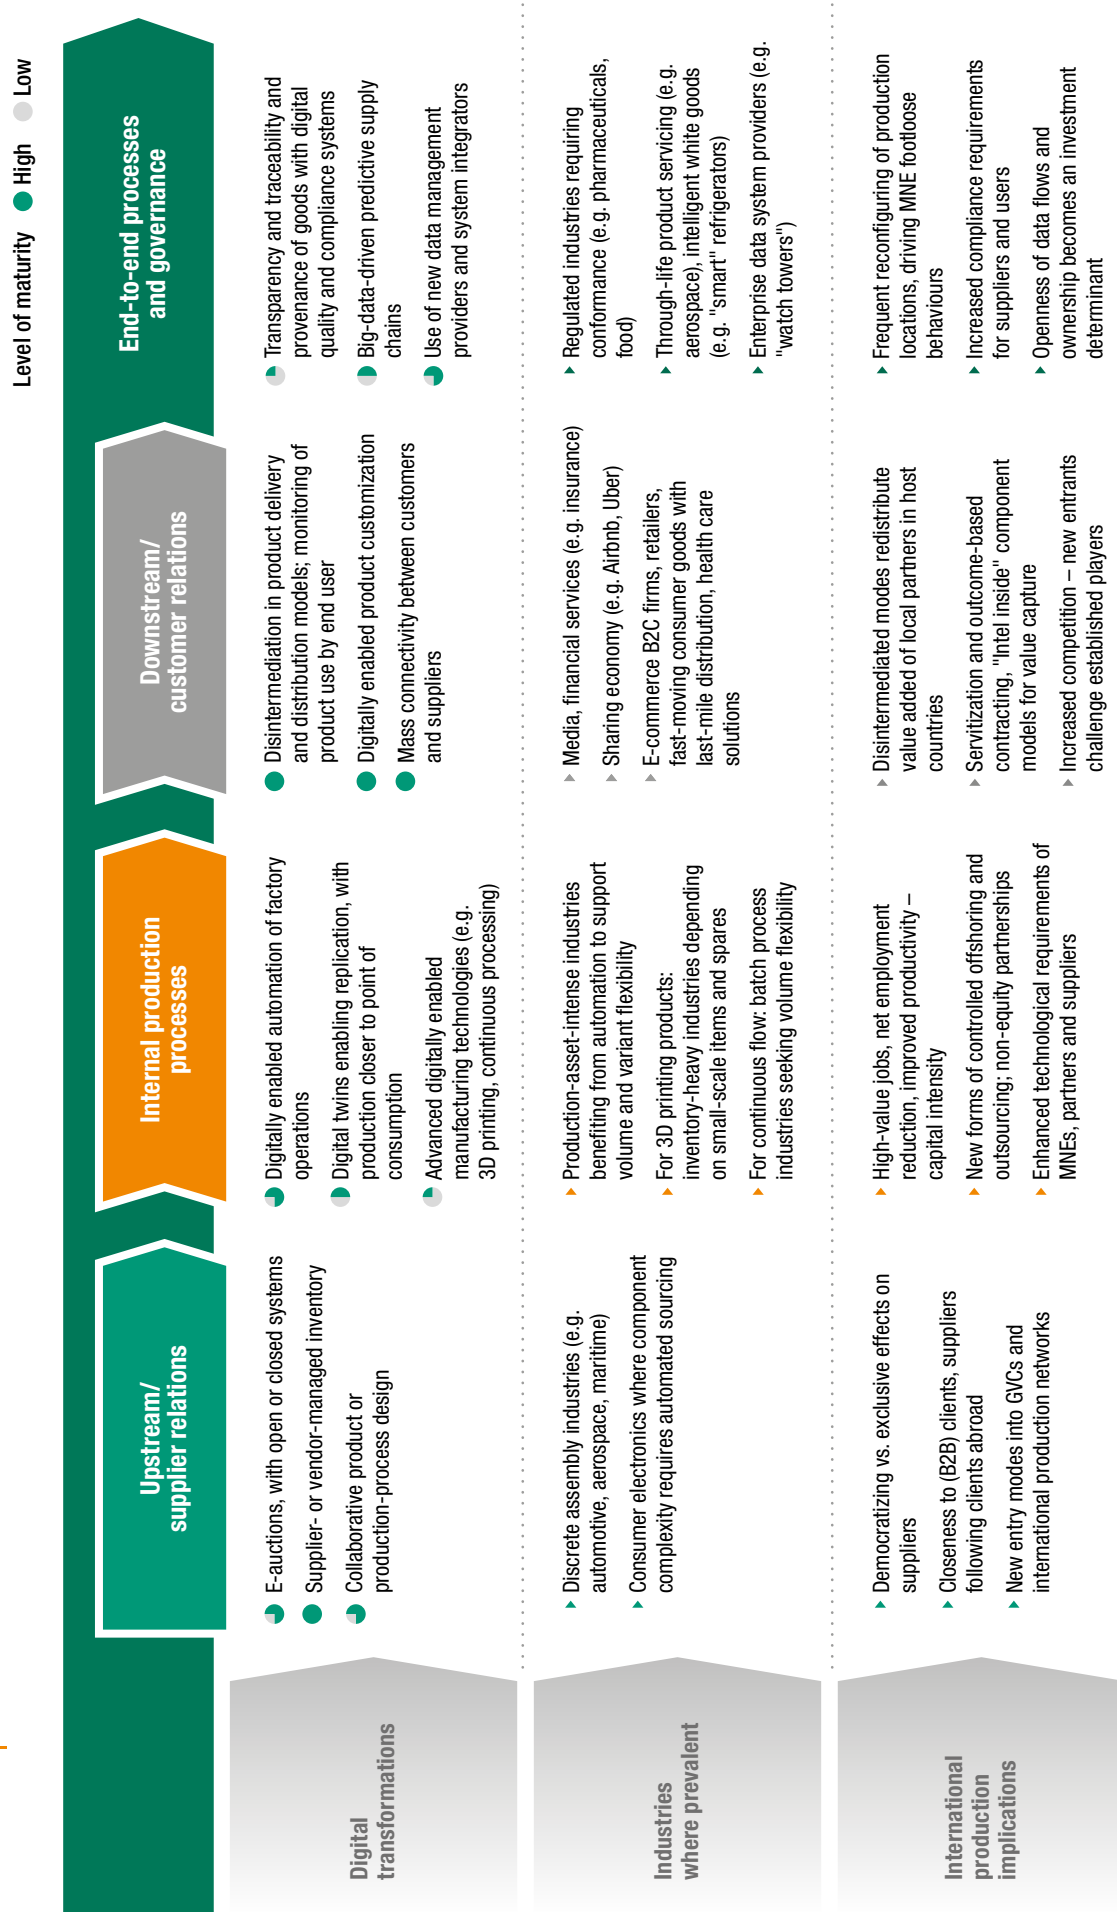 Level of maturity High Low
Upstream/
supplier relations
Internal production
processes
Downstream/
customer relations
End-to-end processes
and governance
Digital
transformations
E-auctions, with open or closed systems
Supplier- or vendor-managed inventory
Collaborative product or
production-process design
Digitally enabled automation of factory
operations
Digital twins enabling replication, with
production closer to point of
consumption
Advanced digitally enabled
manufacturing technologies (e.g.
3D printing, continuous processing)
Disintermediation in product delivery
and distribution models; monitoring of
product use by end user
Digitally enabled product customization
Mass connectivity between customers
and suppliers
Transparency and traceability and
provenance of goods with digital
quality and compliance systems
Big-data-driven predictive supply
chains
Use of new data management
providers and system integrators
Industries
where prevalent
Discrete assembly industries (e.g.
automotive, aerospace, maritime)
Consumer electronics where component
complexity requires automated sourcing
Production-asset-intense industries
benefiting from automation to support
volume and variant flexibility
For 3D printing products:
inventory-heavy industries depending
on small-scale items and spares
For continuous flow: batch process
industries seeking volume flexibility
Media, financial services (e.g. insurance)
Sharing economy (e.g. Airbnb, Uber)
E-commerce B2C firms, retailers,
fast-moving consumer goods with
last-mile distribution, health care
solutions
Regulated industries requiring
conformance (e.g. pharmaceuticals,
food)
Through-life product servicing (e.g.
aerospace), intelligent white goods
(e.g. "smart" refrigerators)
Enterprise data system providers (e.g.
"watch towers")
International
production
implications
Democratizing vs. exclusive effects on
suppliers
Closeness to (B2B) clients, suppliers
following clients abroad
New entry modes into GVCs and
international production networks
High-value jobs, net employment
reduction, improved productivity –
capital intensity
New forms of controlled offshoring and
outsourcing; non-equity partnerships
Enhanced technological requirements of
MNEs, partners and suppliers
Disintermediated modes redistribute
value added of local partners in host
countries
Servitization and outcome-based
contracting, "Intel Inside" component
models for value capture
Increased competition – new entrants
challenge established players
Frequent reconfiguring of production
locations, driving MNE footloose
behaviours
Increased compliance requirements
for suppliers and users
Openness of data flows and
ownership becomes an investment
determinant